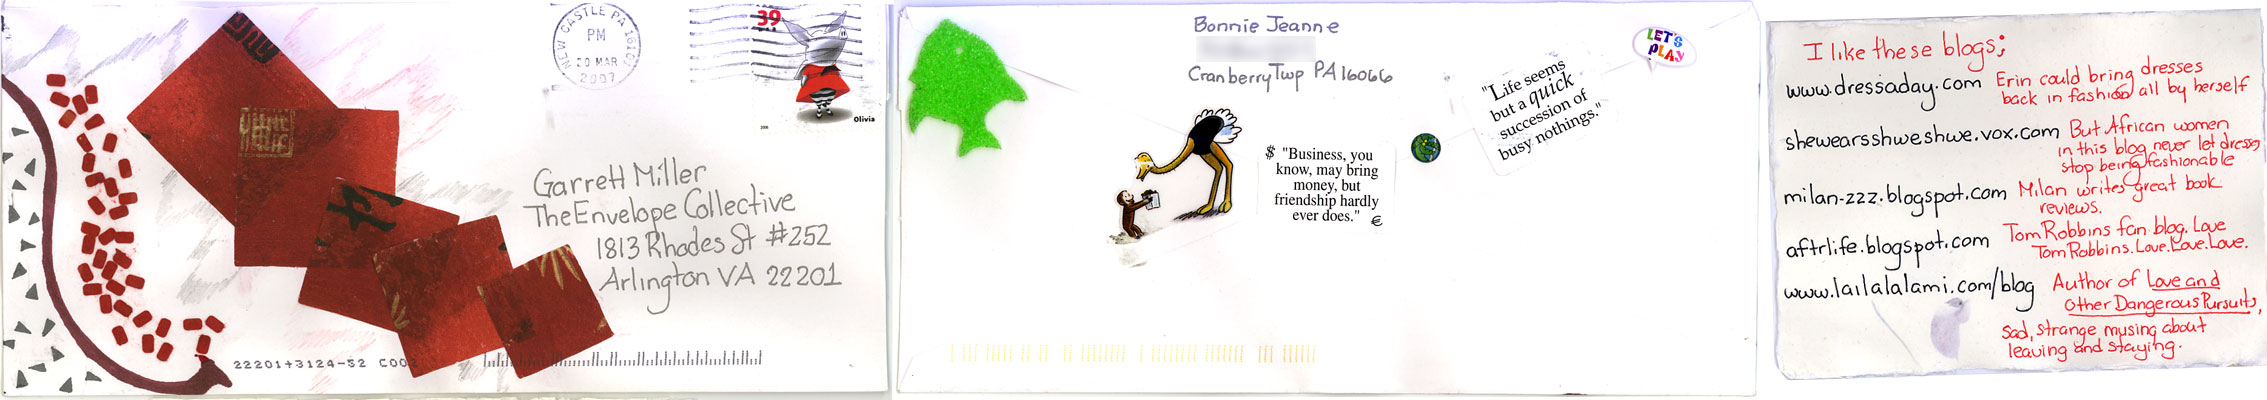 NEW CASTLE PA 16101
PM
20 MAR
2007
39
Olivia
Garrett Miller
The Envelope Collective
1813 Rhodes St #252
Arlington VA 22201
22201+3124-52 C002
Bonnie Jeanne
Cranberry Twp PA 16066
LET'S
PLAY
"Life seems
but a quick
succession of
busy nothings."
$ "Business, you
know, may bring
money, but
friendship hardly
ever does." €
I like these blogs;
www.dressaday.com Erin could bring dresses
back in fashion all by herself
shewearsshweshwe.vox.com But African women
in this blog never let dresses
stop being fashionable
milan-zzz.blogspot.com Milan writes great book
reviews.
aftrlife.blogspot.com Tom Robbins fan blog. Love
Tom Robbins. Love. Love. Love.
www.lailalalami.com/blog Author of Love and
Other Dangerous Pursuits,
sad, strange musing about
leaving and staying.